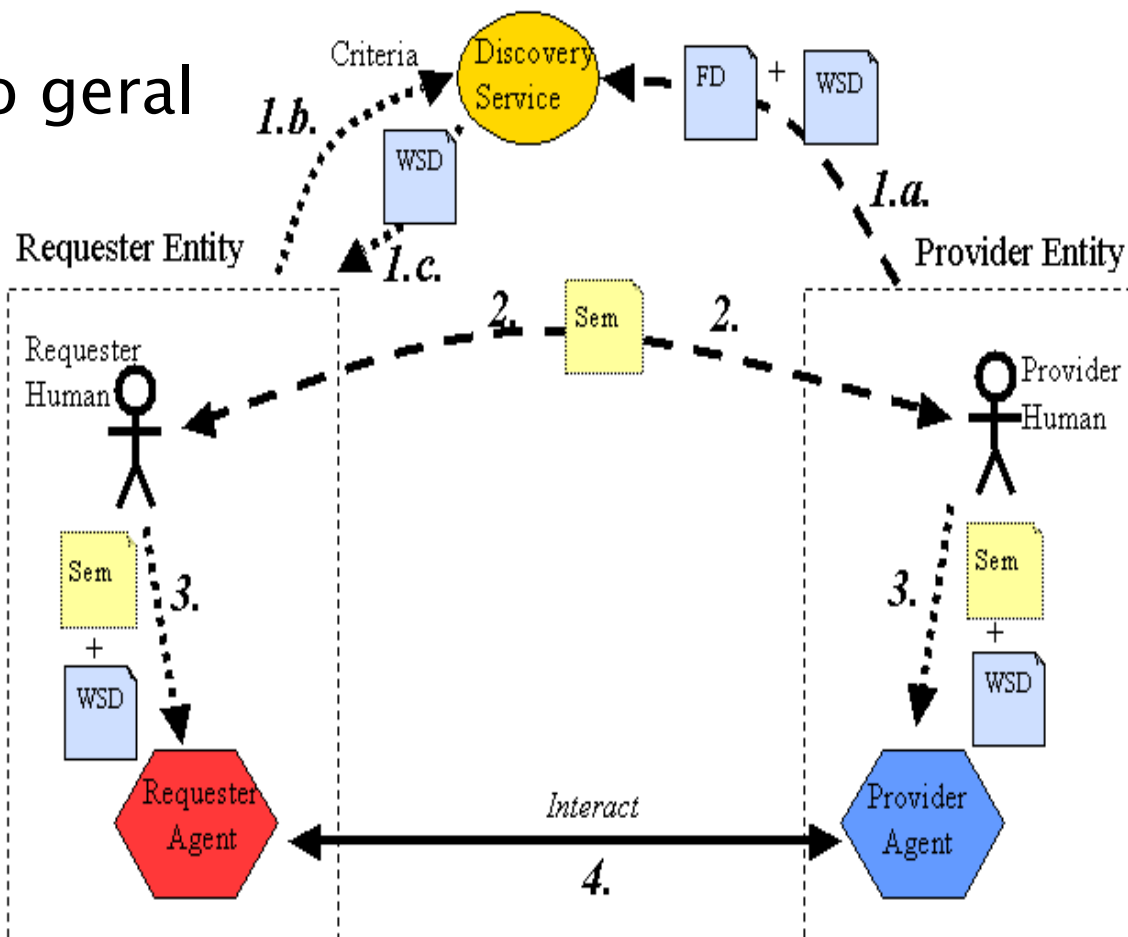 o geral
Criteria
Discovery
Service
FD
+
WSD
1.b.
WSD
1.a.
Requester Entity
1.c.
Provider Entity
2.
Sem
2.
Requester
Human
Provider
Human
Sem
+
WSD
3.
3.
Sem
+
WSD
Requester
Agent
Interact
4.
Provider
Agent